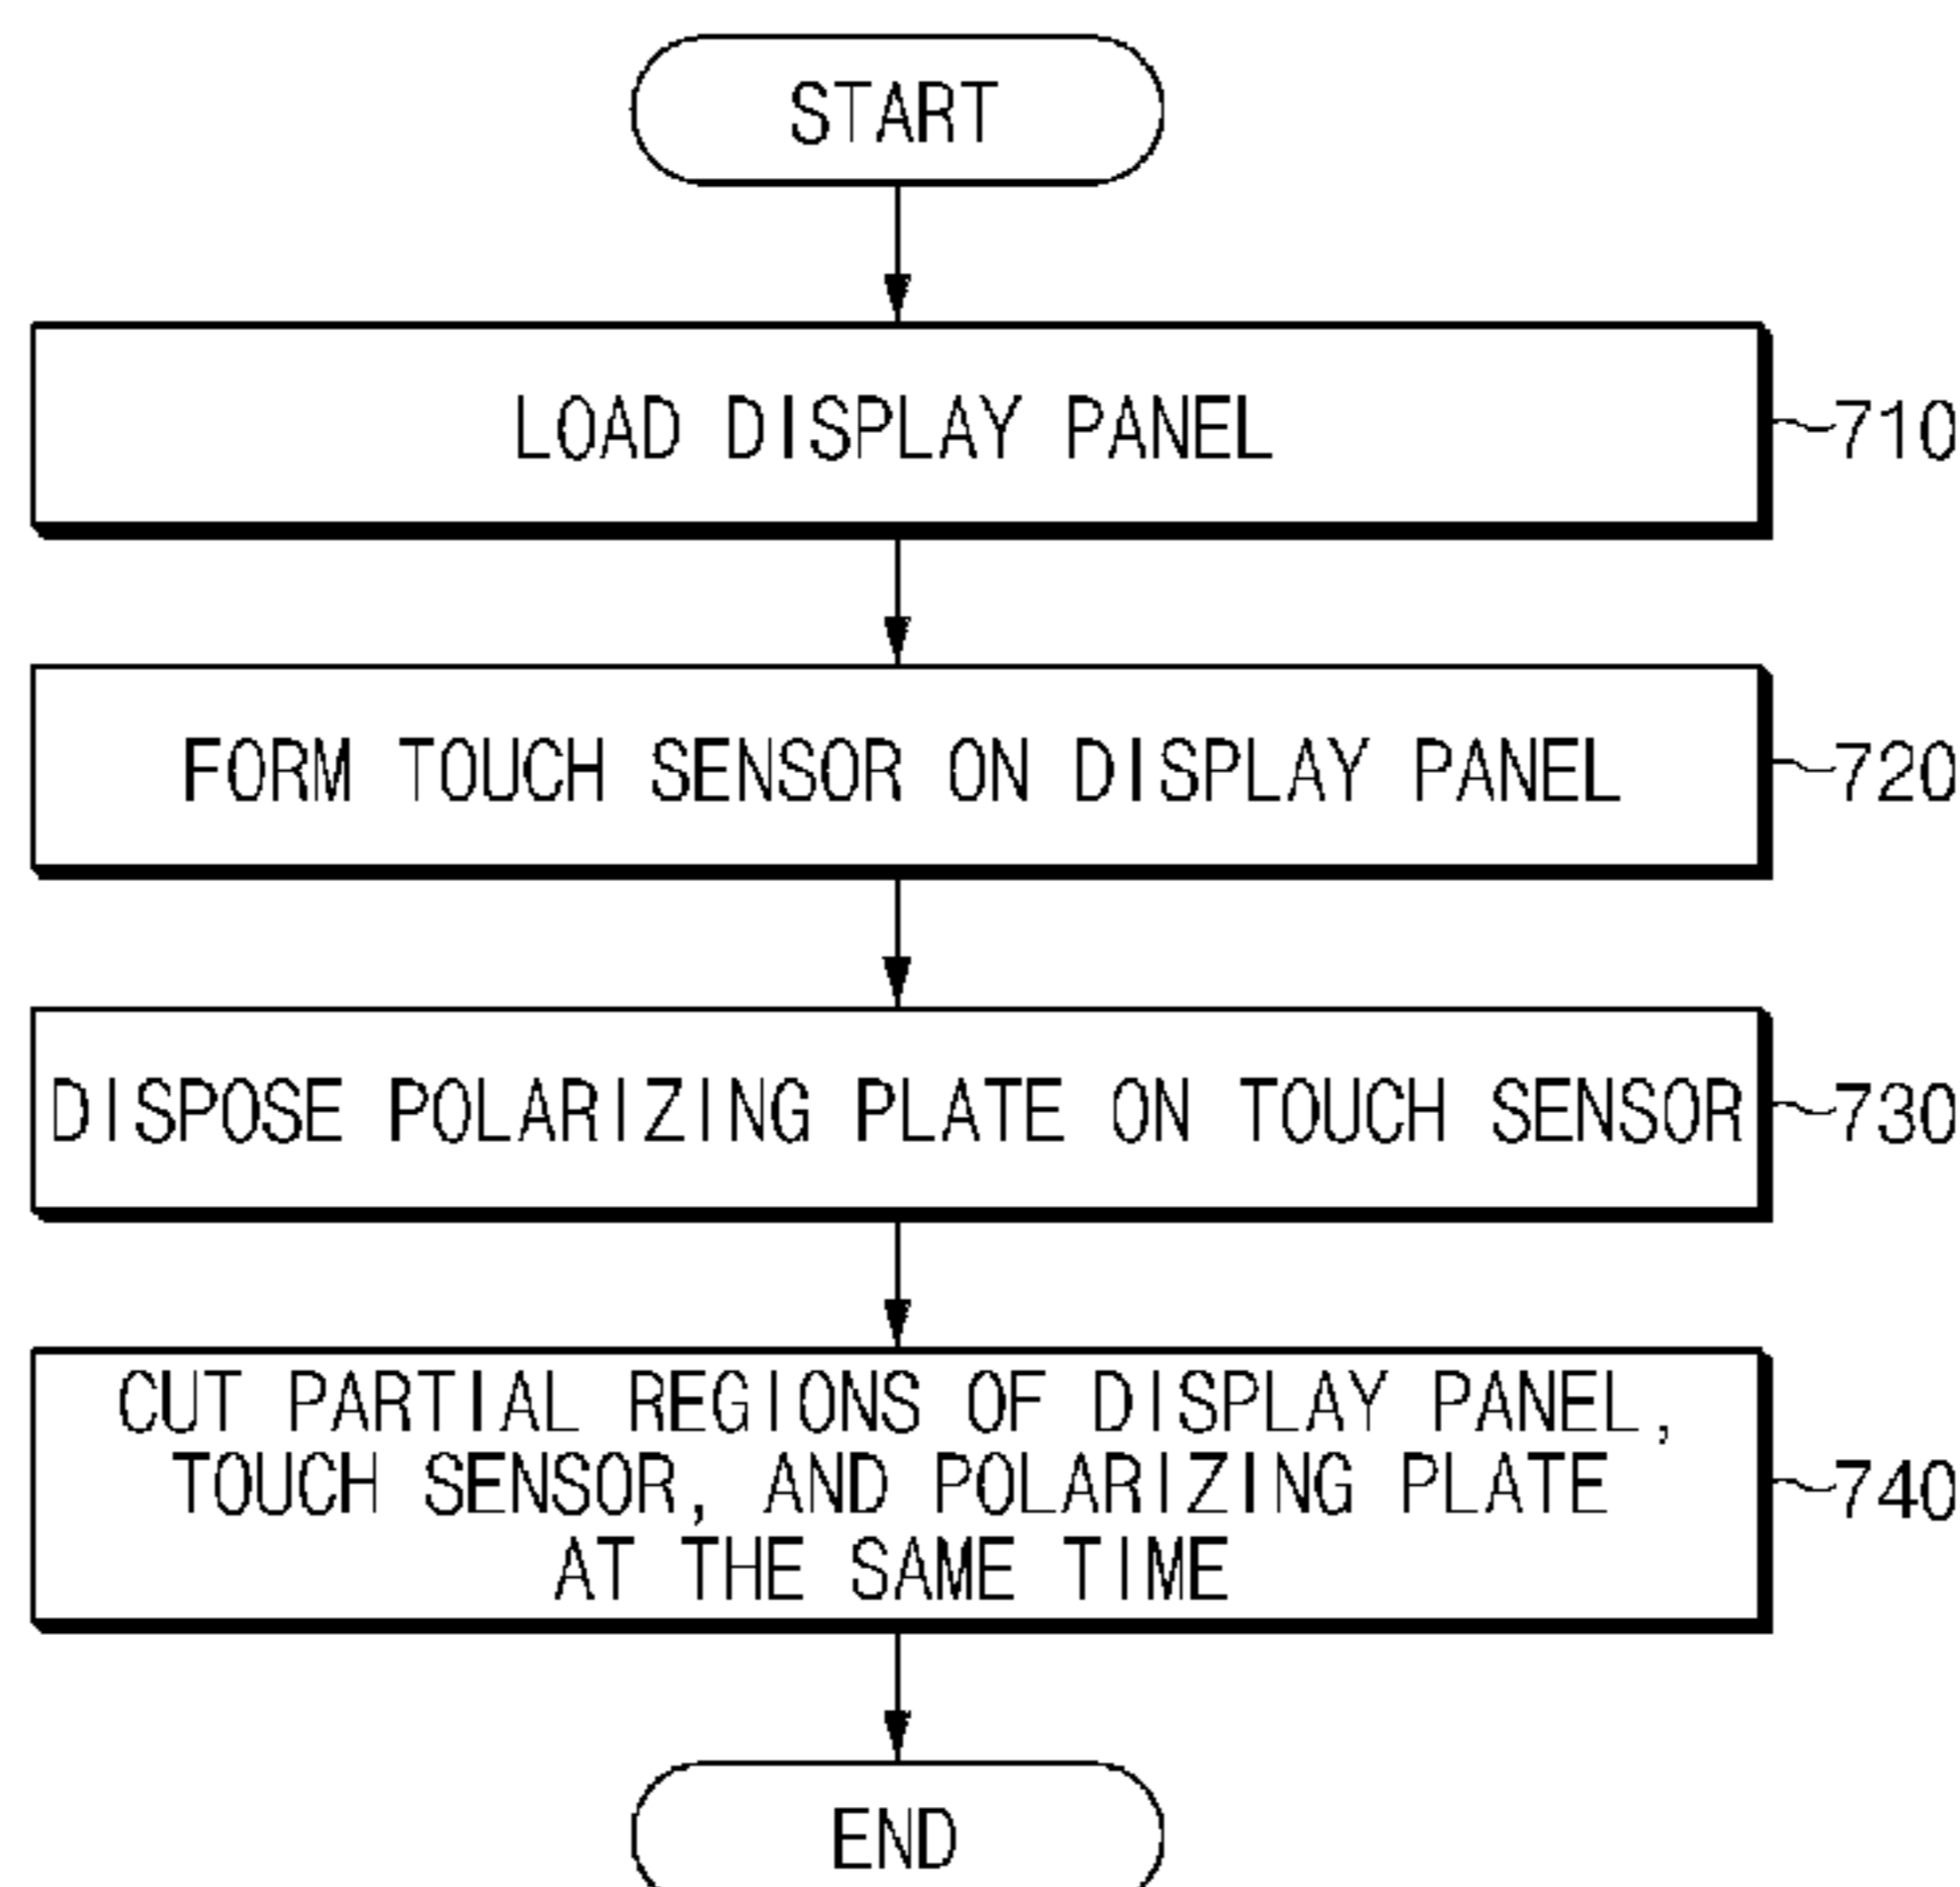 START
LOAD DISPLAY PANEL
710
FORM TOUCH SENSOR ON DISPLAY PANEL
720
DISPOSE POLARIZING PLATE ON TOUCH SENSOR
730
CUT PARTIAL REGIONS OF DISPLAY PANEL,
TOUCH SENSOR, AND POLARIZING PLATE
AT THE SAME TIME
740
END